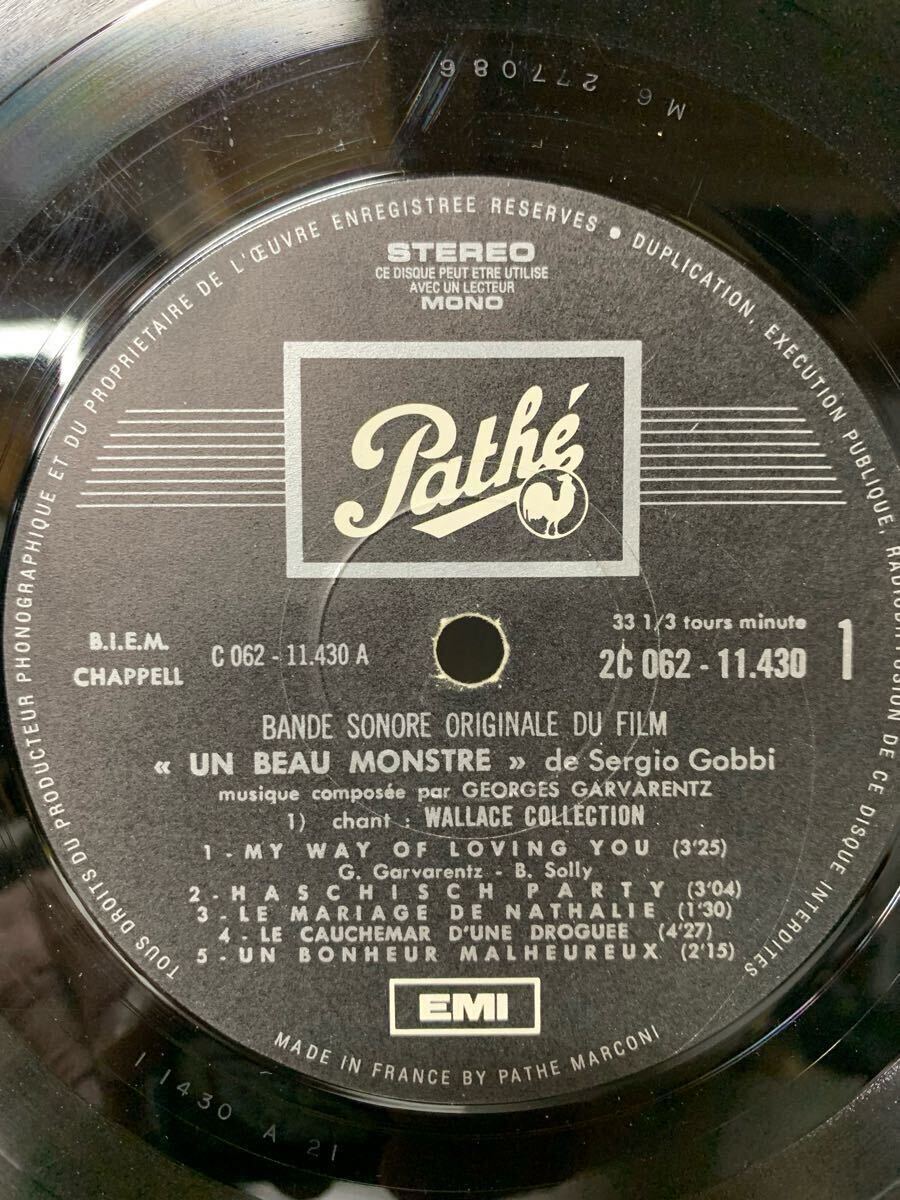 M6 277086
TOUS DROITS DU PRODUCTEUR PHONOGRAPHIQUE ET DU PROPRIETAIRE DE L'ŒUVRE ENREGISTREE RESERVES • DUPLICATION, EXECUTION PUBLIQUE, RADIODIFFUSION DE CE DISQUE INTERDITES
STEREO
CE DISQUE PEUT ETRE UTILISE
AVEC UN LECTEUR
MONO
Pathé
B.I.E.M.
CHAPPELL
C 062 - 11.430 A
33 1/3 tours minute
2C 062 - 11.430
1
BANDE SONORE ORIGINALE DU FILM
« UN BEAU MONSTRE » de Sergio Gobbi
musique composée par GEORGES GARVARENTZ
1) chant : WALLACE COLLECTION
1 - MY WAY OF LOVING YOU (3'25)
G. Garvarentz - B. Solly
2 - HASCHISCH PARTY (3'04)
3 - LE MARIAGE DE NATHALIE (1'30)
4 - LE CAUCHEMAR D'UNE DROGUEE (4'27)
5 - UN BONHEUR MALHEUREUX (2'15)
EMI
MADE IN FRANCE BY PATHE MARCONI
11430 A 21